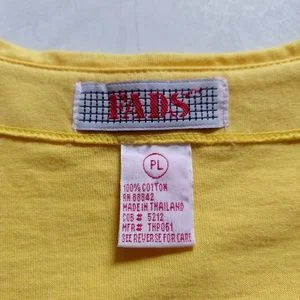 FADS
PL
100% COTTON
RN 88842
MADE IN THAILAND
COB # 5212
MFR# THP061
SEE REVERSE FOR CARE